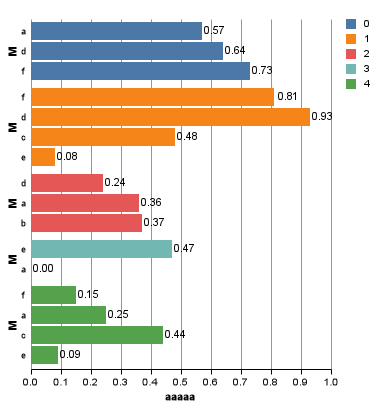 a 0.57
M d 0.64
f 0.73
f 0.81
d 0.93
M
c 0.48
e 0.08
d 0.24
M a 0.36
b 0.37
e 0.47
M
a 0.00
f 0.15
a 0.25
M
c 0.44
e 0.09
0.0 0.1 0.2 0.3 0.4 0.5 0.6 0.7 0.8 0.9 1.0
aaaaa
0
1
2
3
4